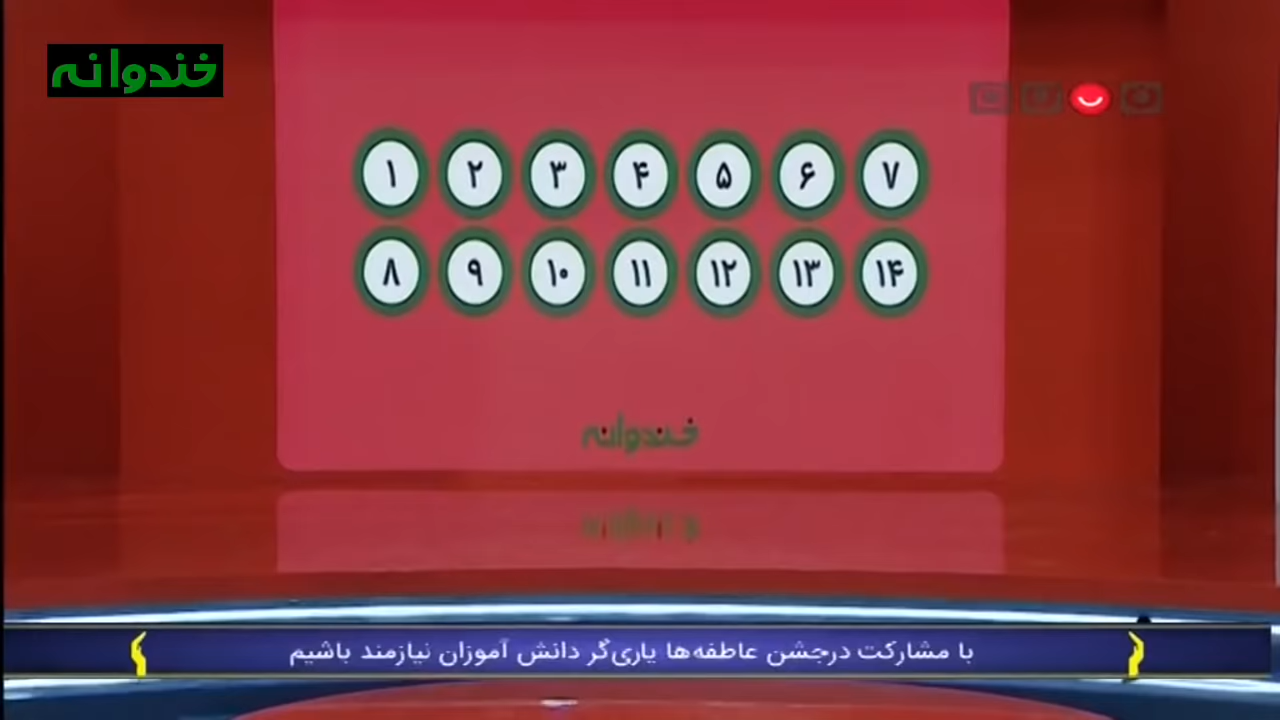 خندوانه
۱ ۲ ۳ ۴ ۵ ۶ ۷
۸ ۹ ۱۰ ۱۱ ۱۲ ۱۳ ۱۴
خندوانه
با مشارکت درجشن عاطفه‌ها یاری‌گر دانش آموزان نیازمند باشیم